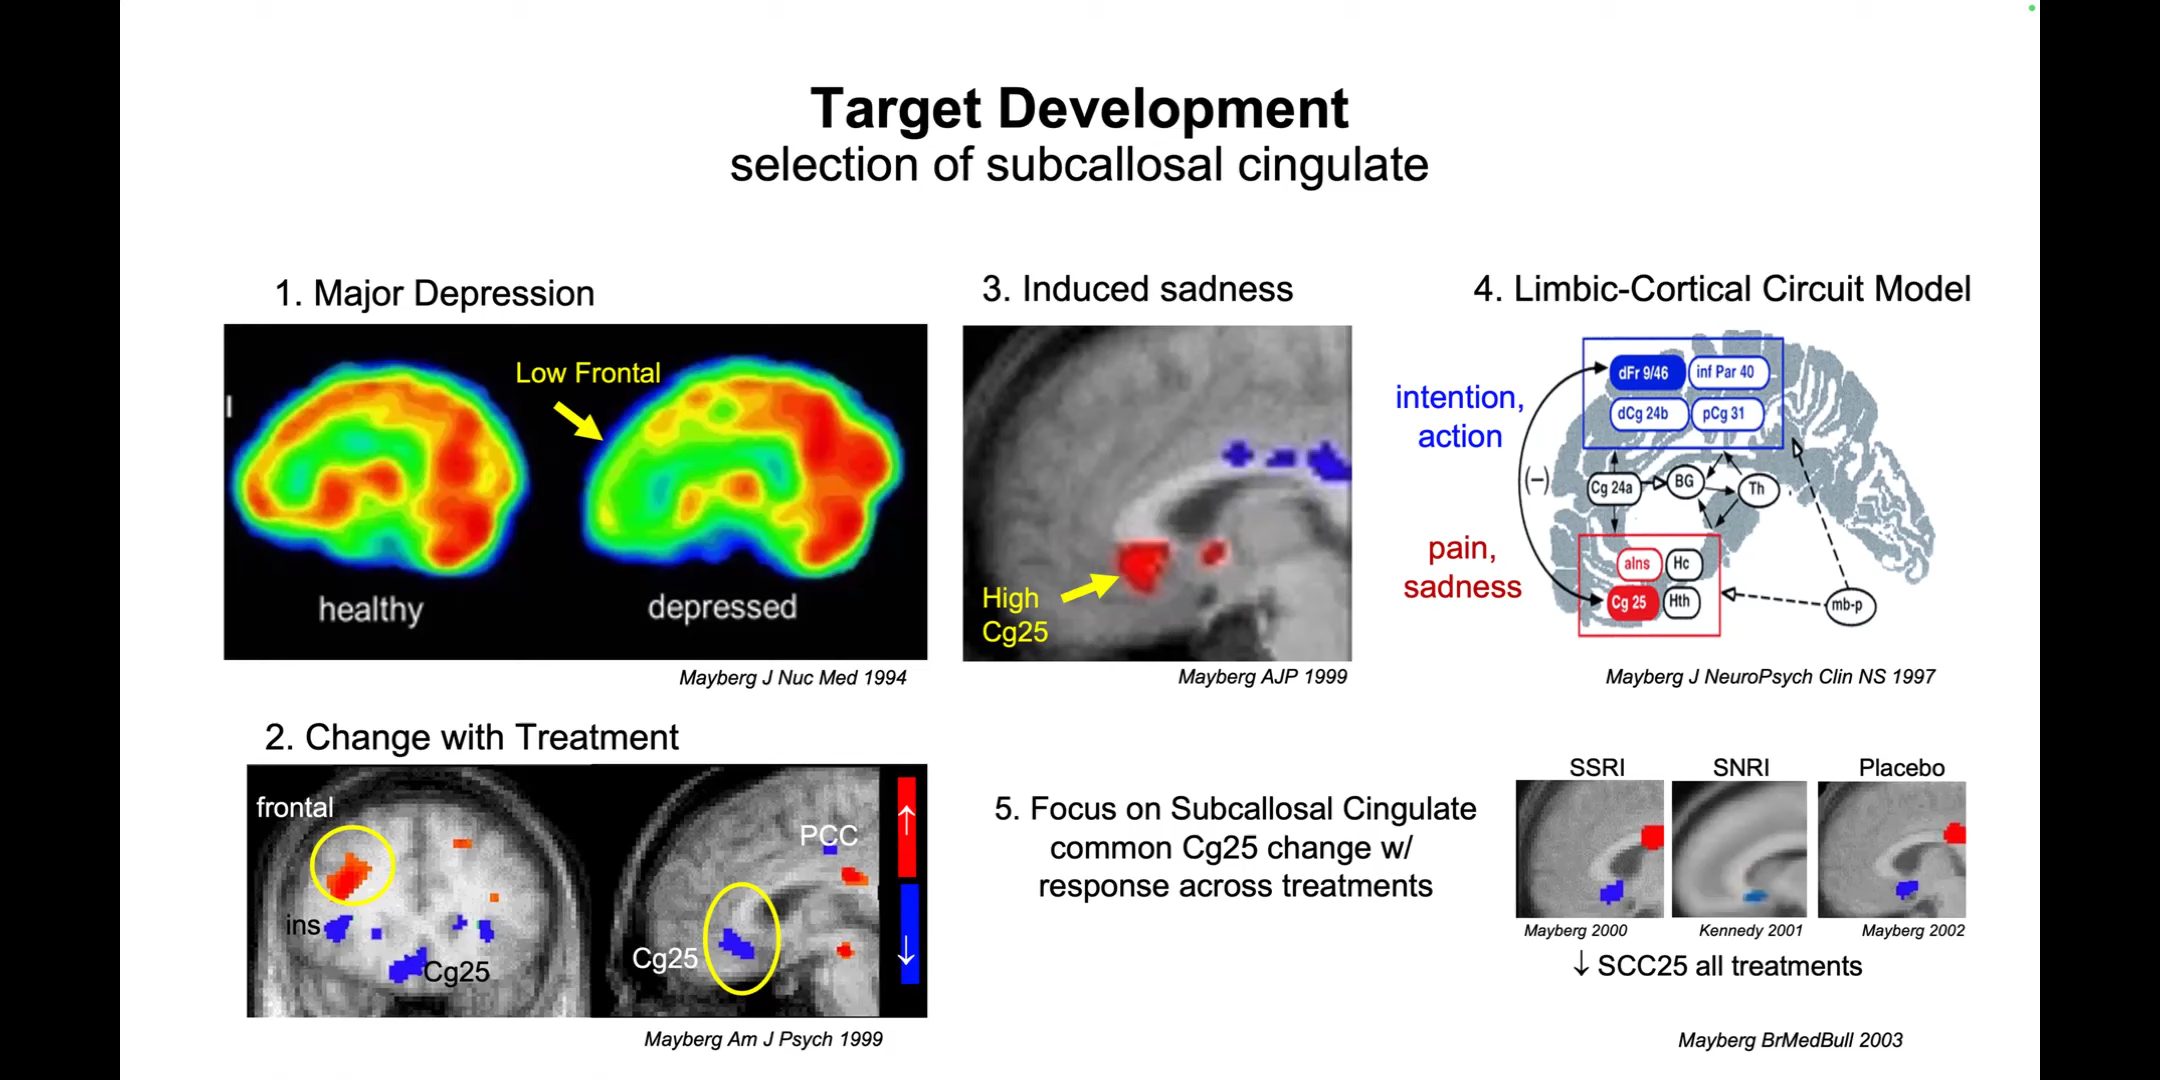 Target Development
selection of subcallosal cingulate
1. Major Depression
Low Frontal
healthy
depressed
Mayberg J Nuc Med 1994
2. Change with Treatment
frontal
ins
Cg25
PCC
Cg25
↑
↓
Mayberg Am J Psych 1999
3. Induced sadness
High
Cg25
Mayberg AJP 1999
4. Limbic-Cortical Circuit Model
intention,
action
(–)
pain,
sadness
dFr 9/46
inf Par 40
dCg 24b
pCg 31
Cg 24a
BG
Th
aIns
Hc
Cg 25
Hth
mb-p
Mayberg J NeuroPsych Clin NS 1997
5. Focus on Subcallosal Cingulate
common Cg25 change w/
response across treatments
SSRI
SNRI
Placebo
Mayberg 2000
Kennedy 2001
Mayberg 2002
↓ SCC25 all treatments
Mayberg BrMedBull 2003